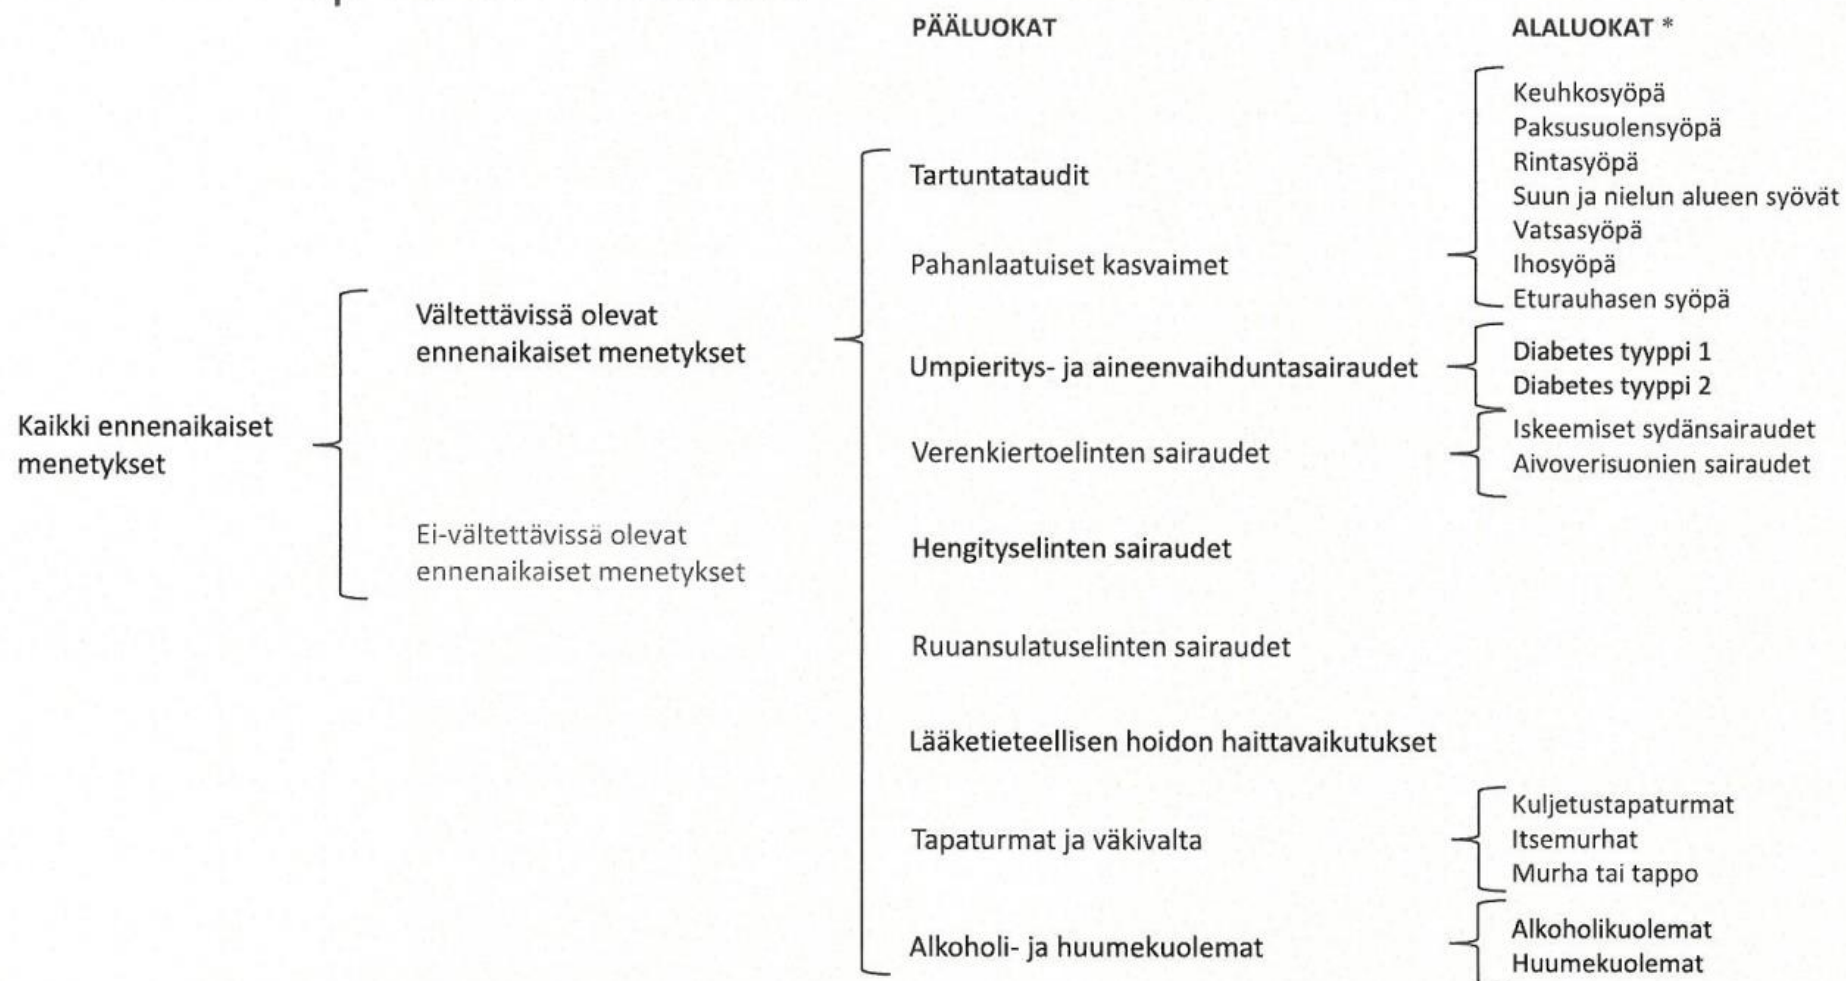 PÄÄLUOKAT
ALALUOKAT *
Kaikki ennenaikaiset
menetykset
Vältettävissä olevat
ennenaikaiset menetykset
Ei-vältettävissä olevat
ennenaikaiset menetykset
Tartuntataudit
Pahanlaatuiset kasvaimet
Keuhkosyöpä
Paksusuolensyöpä
Rintasyöpä
Suun ja nielun alueen syövät
Vatsasyöpä
Ihosyöpä
Eturauhasen syöpä
Umpieritys- ja aineenvaihduntasairaudet
Diabetes tyyppi 1
Diabetes tyyppi 2
Verenkiertoelinten sairaudet
Iskeemiset sydänsairaudet
Aivoverisuonien sairaudet
Hengityselinten sairaudet
Ruuansulatuselinten sairaudet
Lääketieteellisen hoidon haittavaikutukset
Tapaturmat ja väkivalta
Kuljetustapaturmat
Itsemurhat
Murha tai tappo
Alkoholi- ja huumekuolemat
Alkoholikuolemat
Huumekuolemat